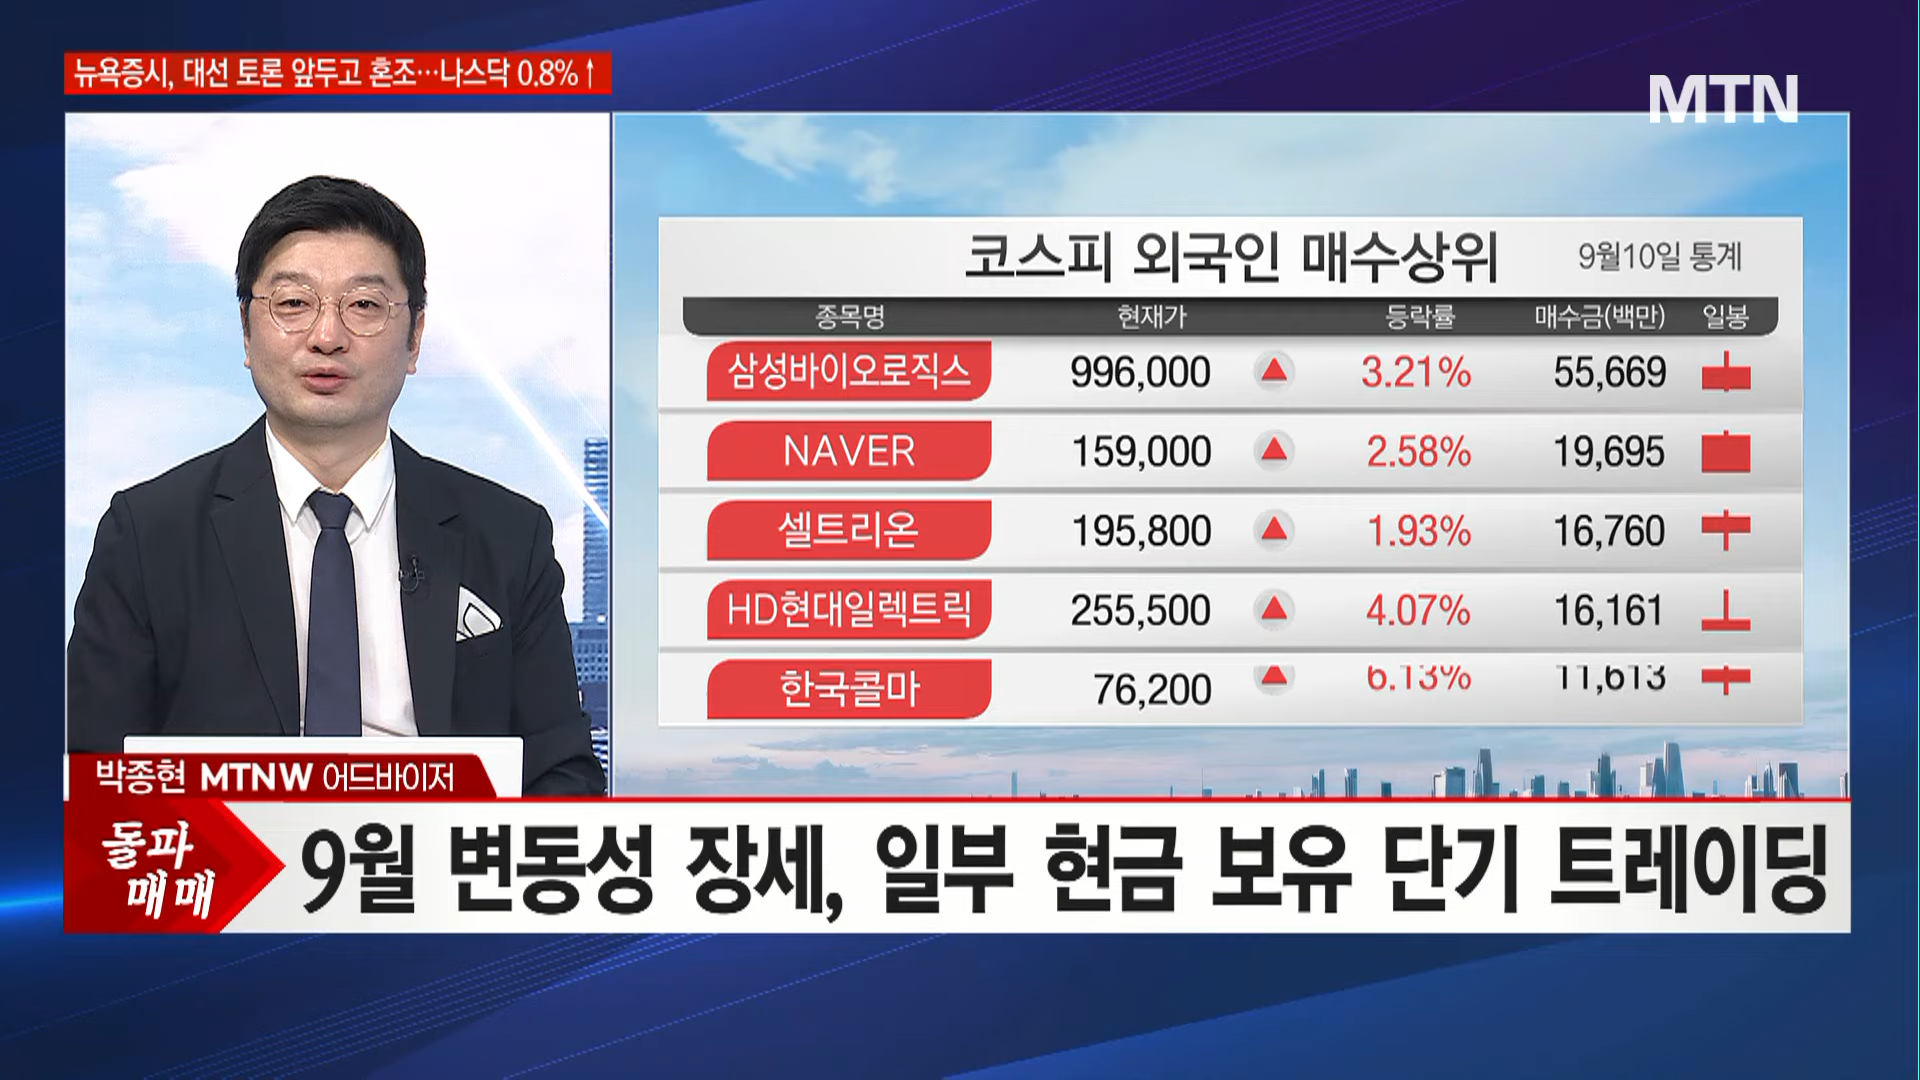 뉴욕증시, 대선 토론 앞두고 혼조…나스닥 0.8%↑
MTN
코스피 외국인 매수상위 9월10일 통계
종목명 현재가 등락률 매수금(백만) 일봉
삼성바이오로직스 996,000 ▲ 3.21% 55,669
NAVER 159,000 ▲ 2.58% 19,695
셀트리온 195,800 ▲ 1.93% 16,760
HD현대일렉트릭 255,500 ▲ 4.07% 16,161
한국콜마 76,200 ▲ 6.13% 11,613
박종현 MTNW 어드바이저
돌파
매매
9월 변동성 장세, 일부 현금 보유 단기 트레이딩